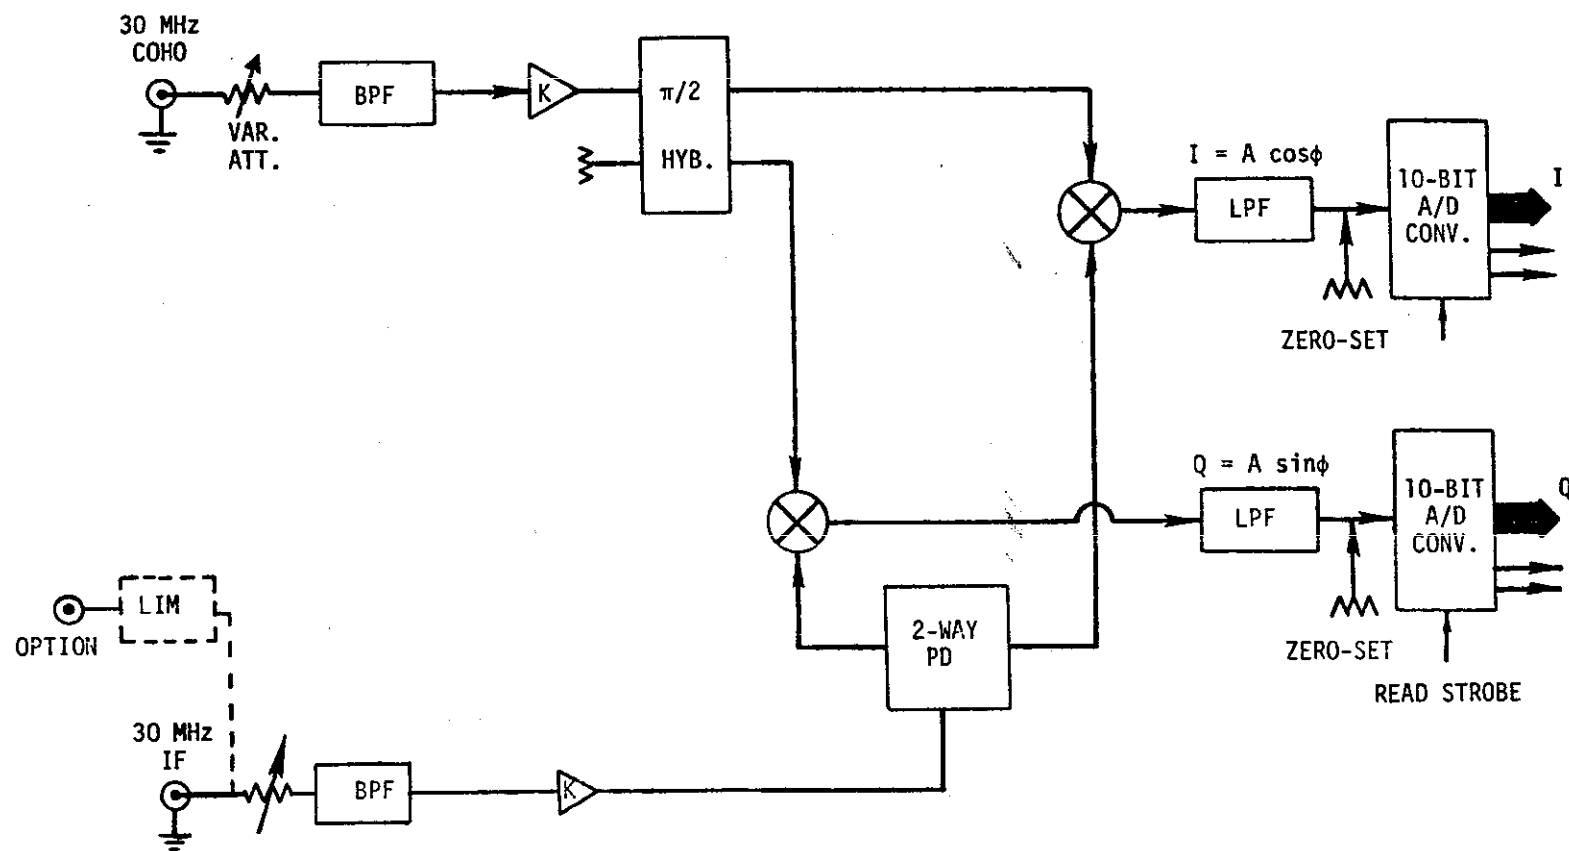 30 MHz
COHO
VAR.
ATT.
BPF
K
π/2
HYB.
I = A cosϕ
LPF
ZERO-SET
10-BIT
A/D
CONV.
I
Q = A sinϕ
LPF
ZERO-SET
10-BIT
A/D
CONV.
Q
READ STROBE
2-WAY
PD
LIM
OPTION
30 MHz
IF
BPF
K